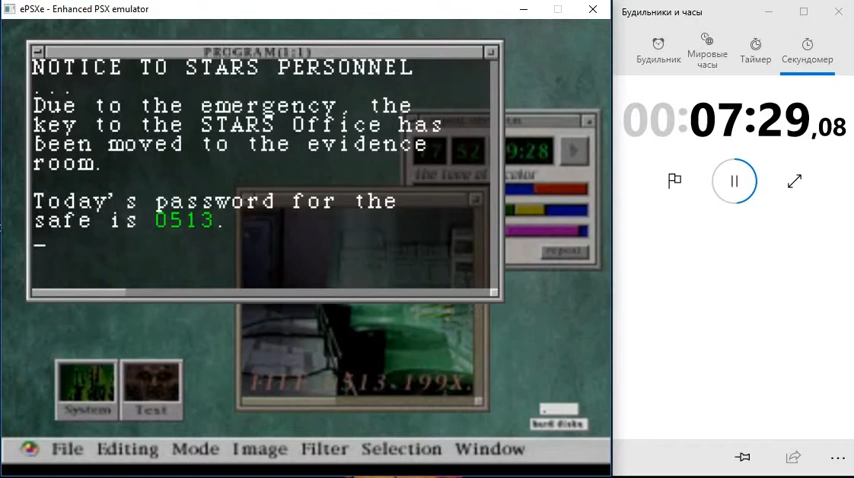 ePSXe - Enhanced PSX emulator
PROGRAM(1:1)
NOTICE TO STARS PERSONNEL
...
Due to the emergency, the
key to the STARS Office has
been moved to the evidence
room.
Today's password for the
safe is 0513.
repeat
System
Text
hard disks
File Editing Mode Image Filter Selection Window
Будильники и часы
Будильник
Мировые часы
Таймер
Секундомер
00:07:29,08